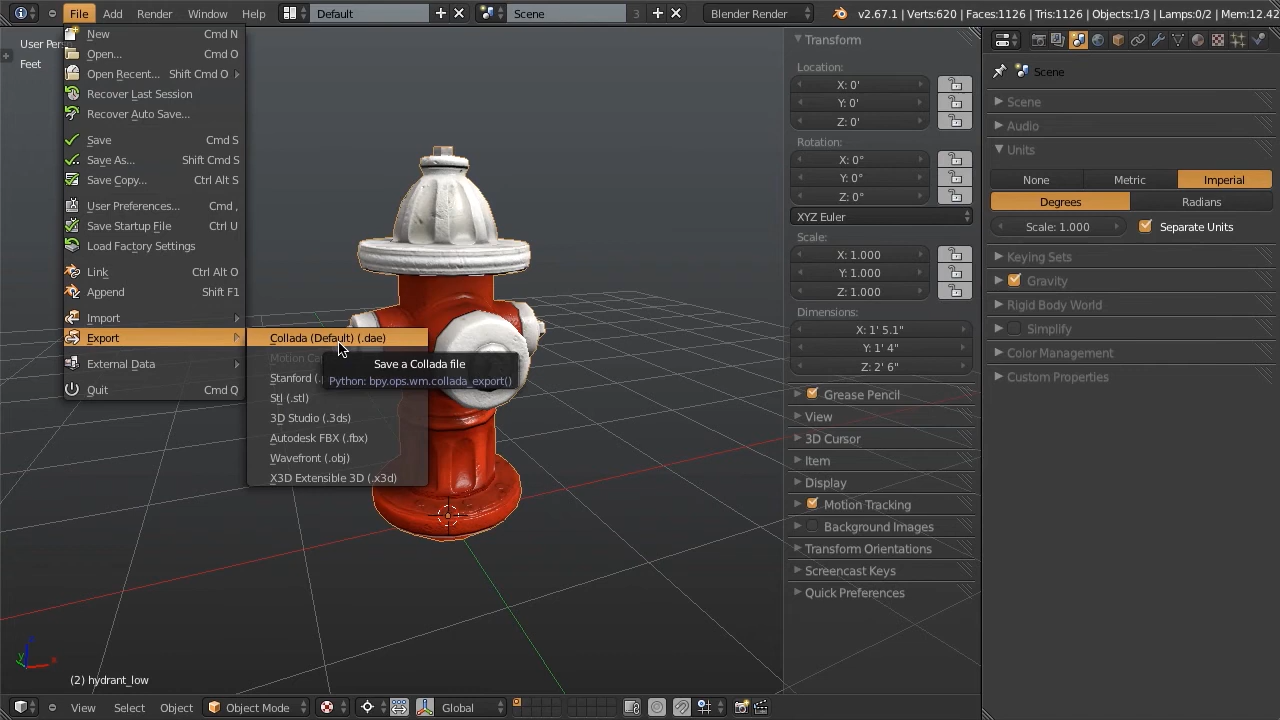 File Add Render Window Help Default Scene 3 Blender Render v2.67.1 | Verts:620 | Faces:1126 | Tris:1126 | Objects:1/3 | Lamps:0/2 | Mem:12.42
User
Feet
New Cmd N
Open... Cmd O
Open Recent... Shift Cmd O
Recover Last Session
Recover Auto Save...
Save Cmd S
Save As... Shift Cmd S
Save Copy... Ctrl Alt S
User Preferences... Cmd ,
Save Startup File Ctrl U
Load Factory Settings
Link Ctrl Alt O
Append Shift F1
Import
Export
External Data
Quit Cmd Q
Collada (Default) (.dae)
Save a Collada file
Python: bpy.ops.wm.collada_export()
Motion
Stanford
Stl (.stl)
3D Studio (.3ds)
Autodesk FBX (.fbx)
Wavefront (.obj)
X3D Extensible 3D (.x3d)
Transform
Location:
X: 0'
Y: 0'
Z: 0'
Rotation:
X: 0°
Y: 0°
Z: 0°
XYZ Euler
Scale:
X: 1.000
Y: 1.000
Z: 1.000
Dimensions:
X: 1' 5.1"
Y: 1' 4"
Z: 2' 6"
Grease Pencil
View
3D Cursor
Item
Display
Motion Tracking
Background Images
Transform Orientations
Screencast Keys
Quick Preferences
Scene
Scene
Audio
Units
None Metric Imperial
Degrees Radians
Scale: 1.000 Separate Units
Keying Sets
Gravity
Rigid Body World
Simplify
Color Management
Custom Properties
y x
(2) hydrant_low
View Select Object Object Mode Global